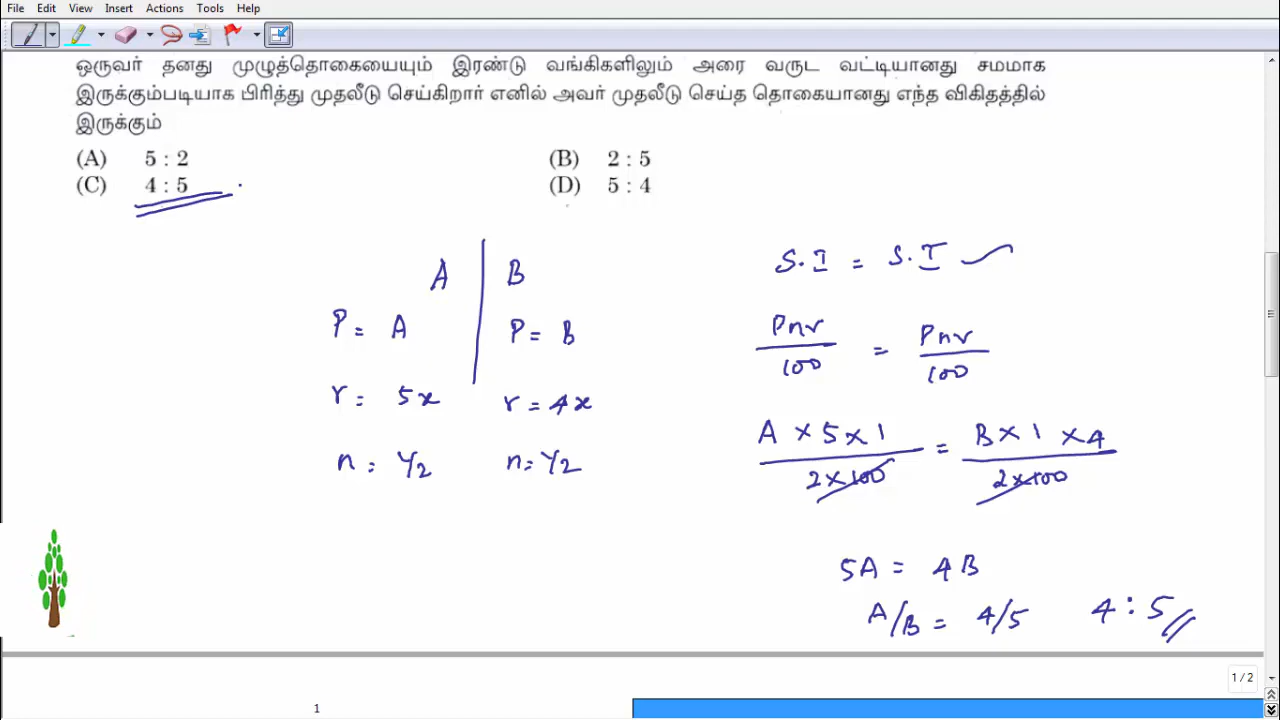 File Edit View Insert Actions Tools Help
ஒருவர் தனது முழுத்தொகையையும் இரண்டு வங்கிகளிலும் அரை வருட வட்டியானது சமமாக
இருக்கும்படியாக பிரித்து முதலீடு செய்கிறார் எனில் அவர் முதலீடு செய்த தொகையானது எந்த விகிதத்தில்
இருக்கும்
(A) 5 : 2 (B) 2 : 5
(C) 4 : 5 (D) 5 : 4
A B S.I = S.I
P = A P = B Pnr/100 = Pnr/100
r = 5x r = 4x
A × 5 × 1 / 2 × 100 = B × 1 × 4 / 2 × 100
n = 1/2 n = 1/2
5A = 4B
A/B = 4/5 4 : 5
1 / 2
1